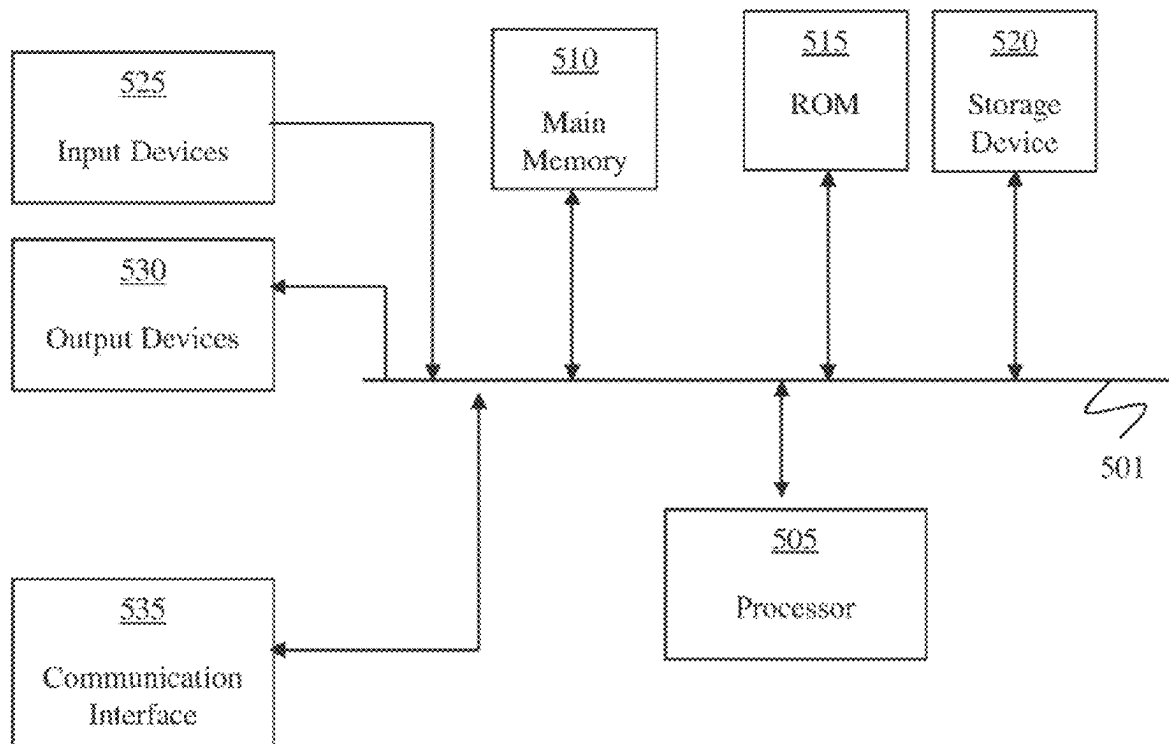 525
Input Devices
510
Main
Memory
515
ROM
520
Storage
Device
530
Output Devices
501
505
Processor
535
Communication
Interface